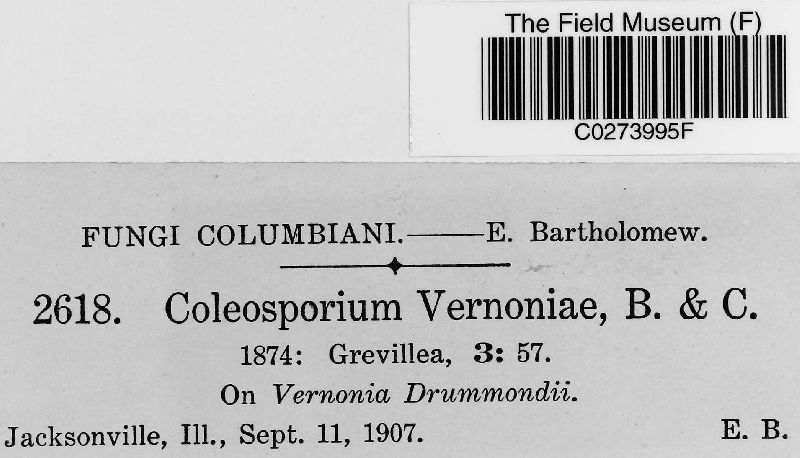 The Field Museum (F)
C0273995F
FUNGI COLUMBIANI.——E. Bartholomew.
2618. Coleosporium Vernoniae, B. & C.
1874: Grevillea, 3: 57.
On Vernonia Drummondii.
Jacksonville, Ill., Sept. 11, 1907. E. B.